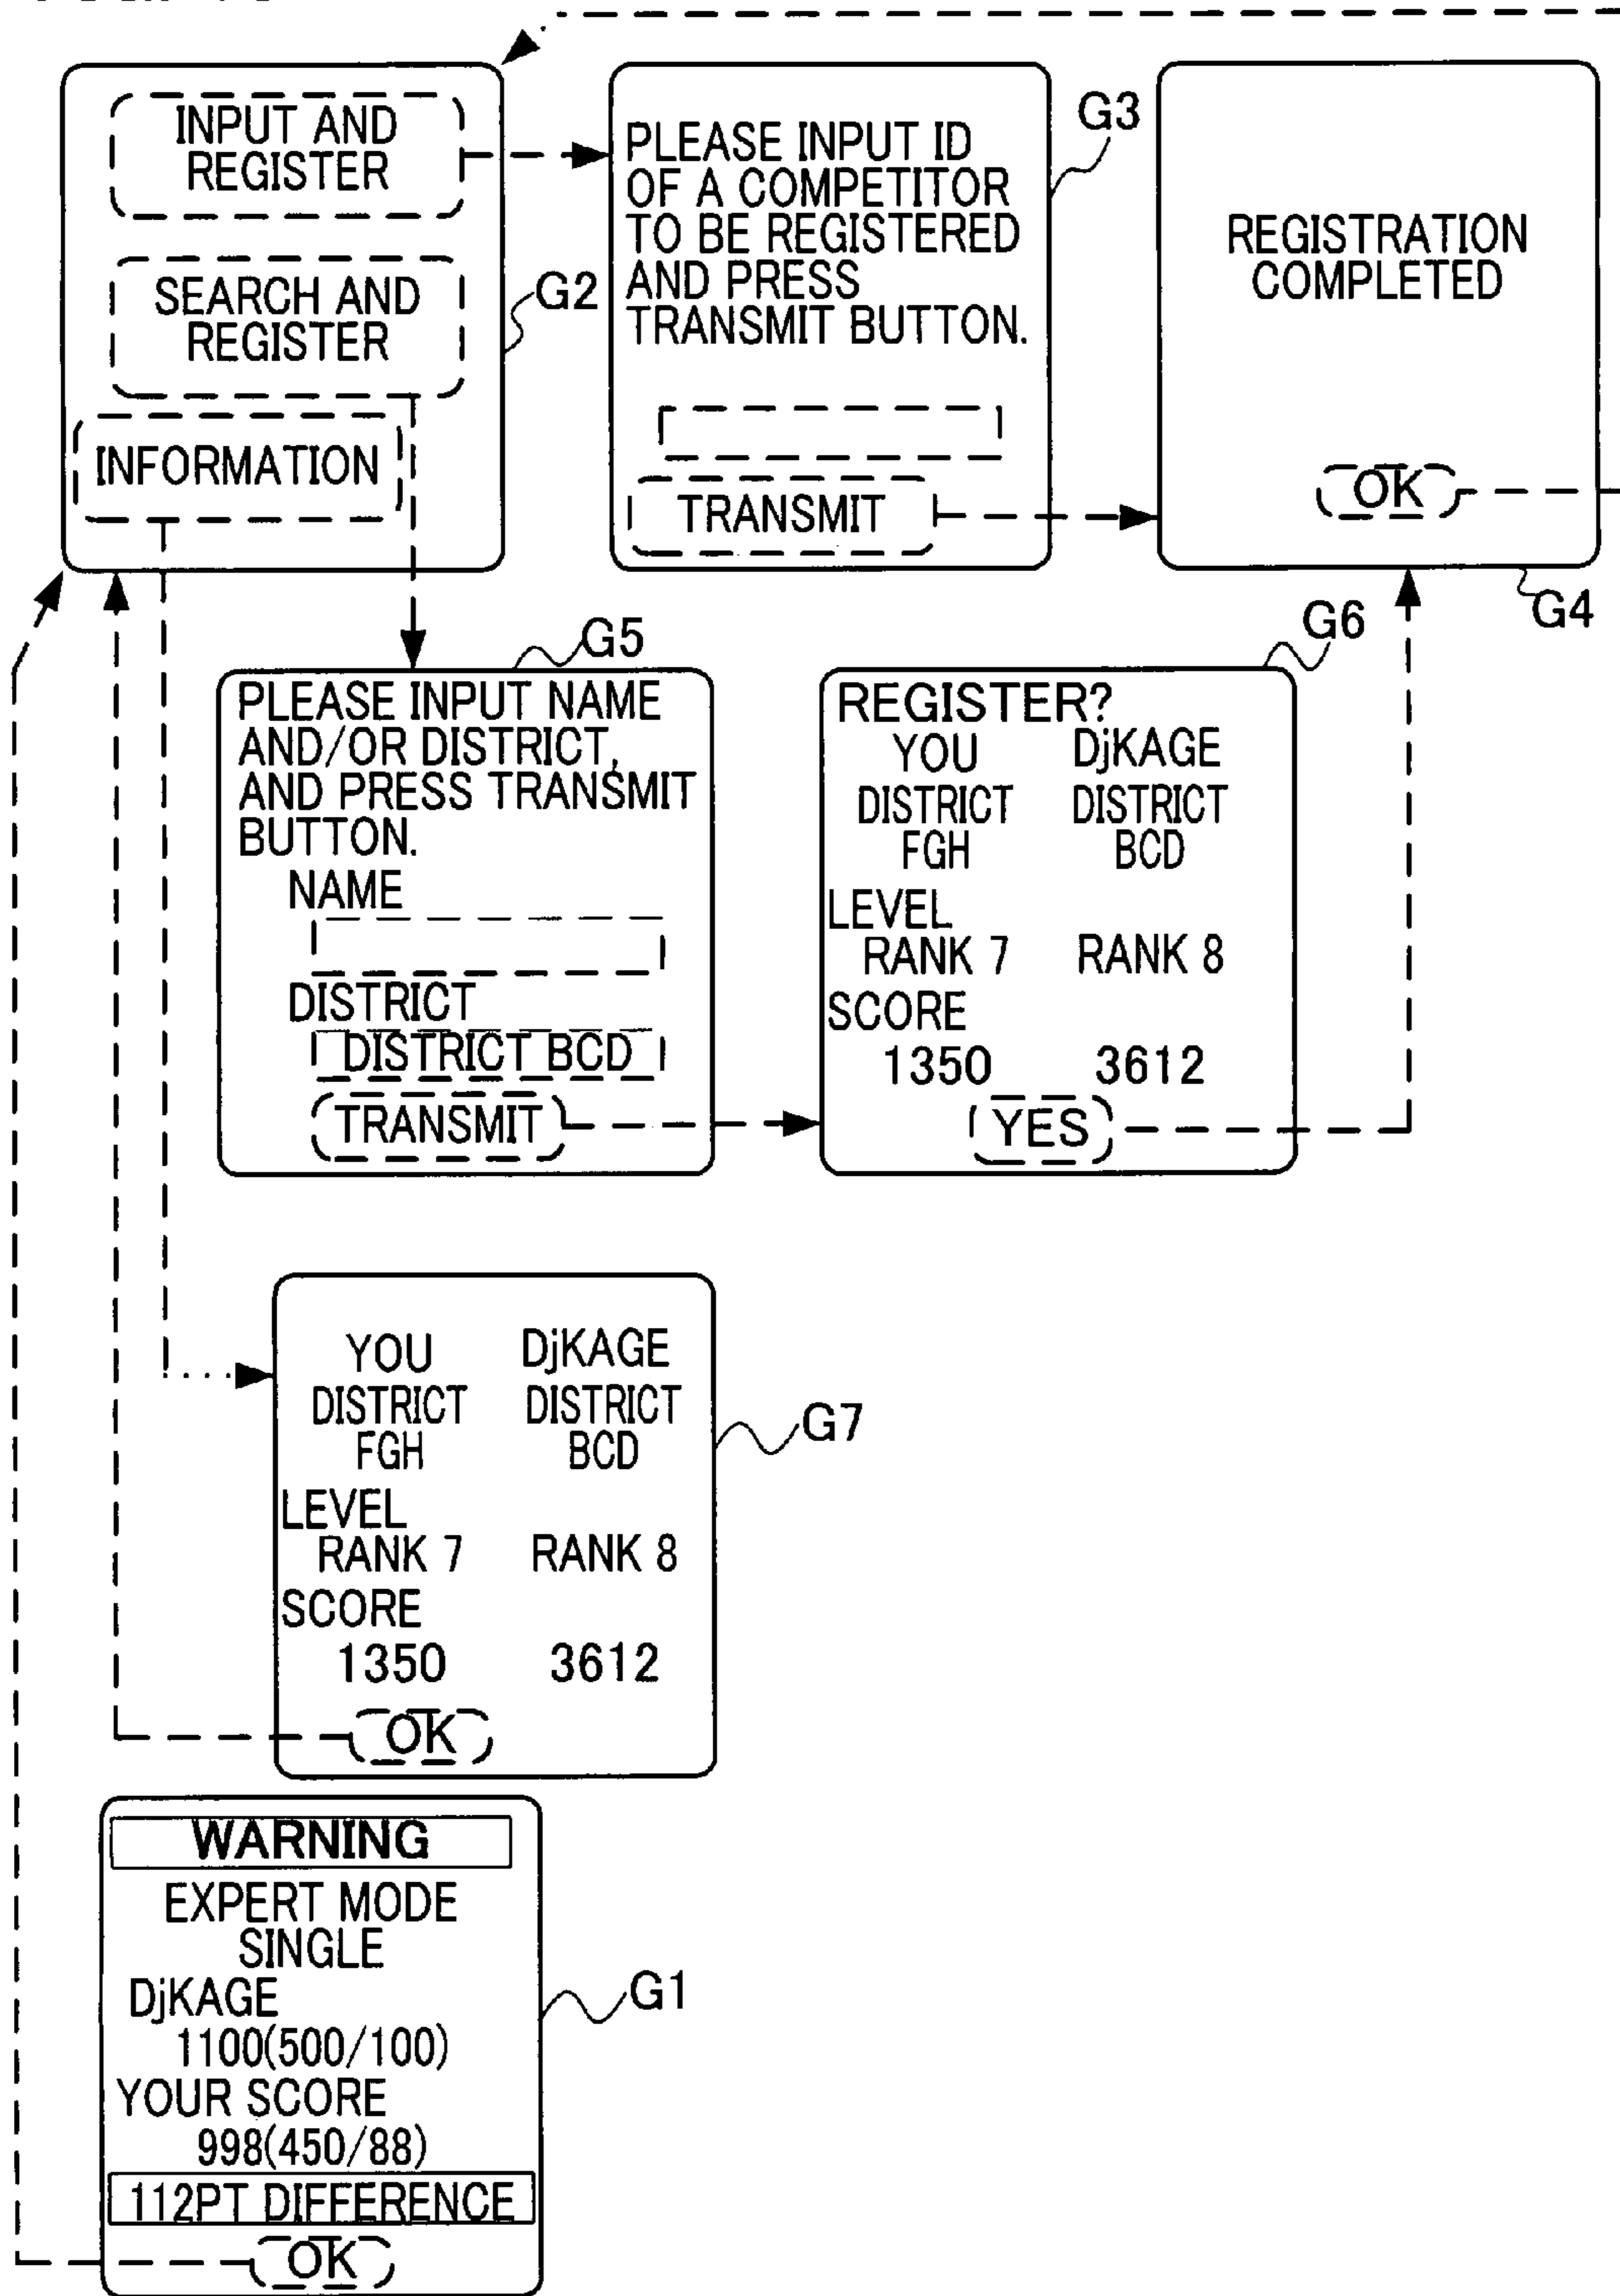 INPUT AND
REGISTER
SEARCH AND
REGISTER
INFORMATION
G2
PLEASE INPUT ID
OF A COMPETITOR
TO BE REGISTERED
AND PRESS
TRANSMIT BUTTON.
TRANSMIT
G3
REGISTRATION
COMPLETED
OK
G4
G5
PLEASE INPUT NAME
AND/OR DISTRICT,
AND PRESS TRANSMIT
BUTTON.
NAME
DISTRICT
DISTRICT BCD
TRANSMIT
G6
REGISTER?
YOU DjKAGE
DISTRICT DISTRICT
FGH BCD
LEVEL
RANK 7 RANK 8
SCORE
1350 3612
YES
YOU DjKAGE
DISTRICT DISTRICT
FGH BCD
LEVEL
RANK 7 RANK 8
SCORE
1350 3612
OK
G7
WARNING
EXPERT MODE
SINGLE
DjKAGE
1100(500/100)
YOUR SCORE
998(450/88)
112PT DIFFERENCE
OK
G1